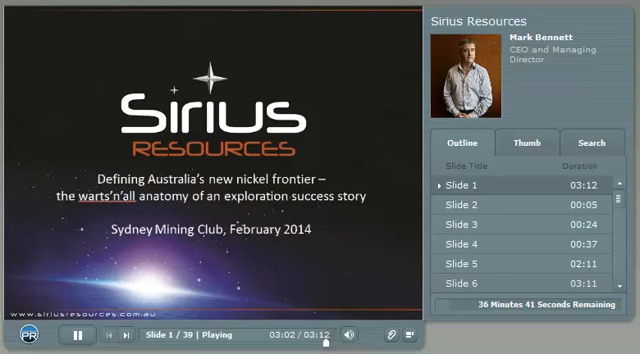 Sirius
RESOURCES
Defining Australia's new nickel frontier –
the warts'n'all anatomy of an exploration success story
Sydney Mining Club, February 2014
www.siriusresources.com.au
PR
Slide 1 / 39 | Playing
03:02 / 03:12
Sirius Resources
Mark Bennett
CEO and Managing
Director
Outline Thumb Search
Slide Title Duration
Slide 1 03:12
Slide 2 00:05
Slide 3 00:24
Slide 4 00:37
Slide 5 02:11
Slide 6 03:11
36 Minutes 41 Seconds Remaining